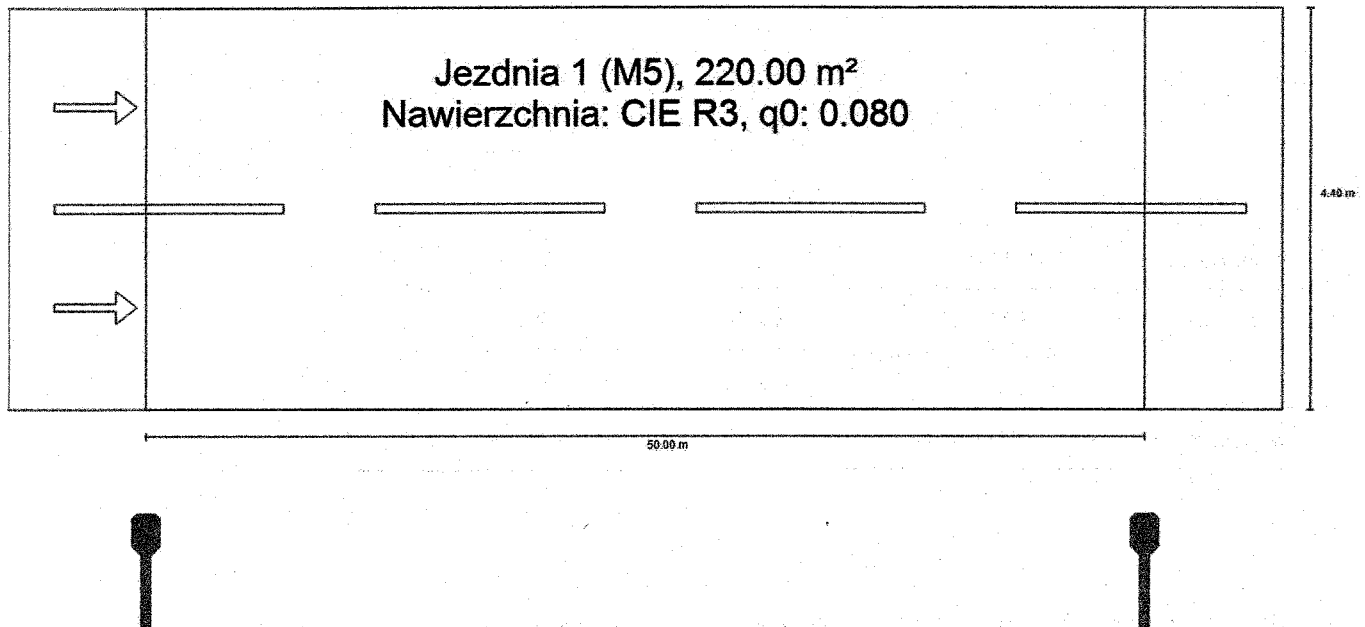 Jezdnia 1 (M5), 220.00 m²
Nawierzchnia: CIE R3, q0: 0.080
4.40 m
50.00 m